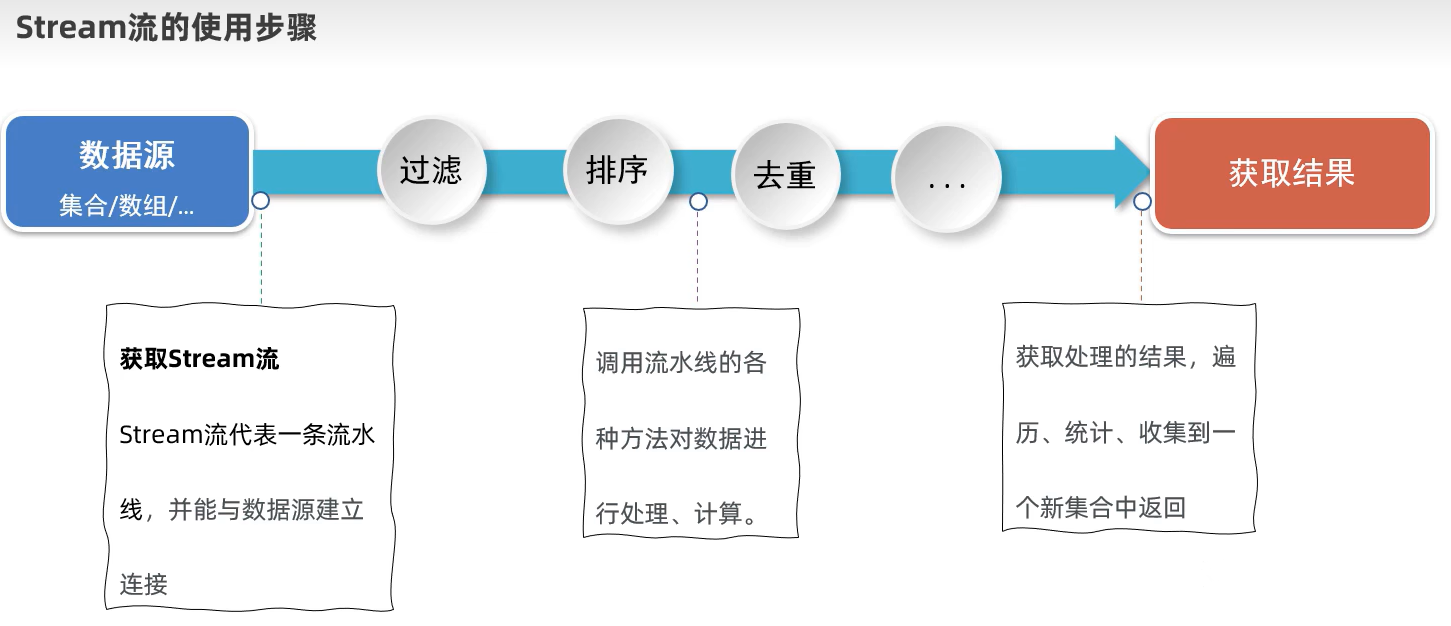 Stream流的使用步骤
数据源
集合/数组/...
过滤
排序
去重
...
获取结果
获取Stream流
Stream流代表一条流水
线，并能与数据源建立
连接
调用流水线的各
种方法对数据进
行处理、计算。
获取处理的结果，遍
历、统计、收集到一
个新集合中返回